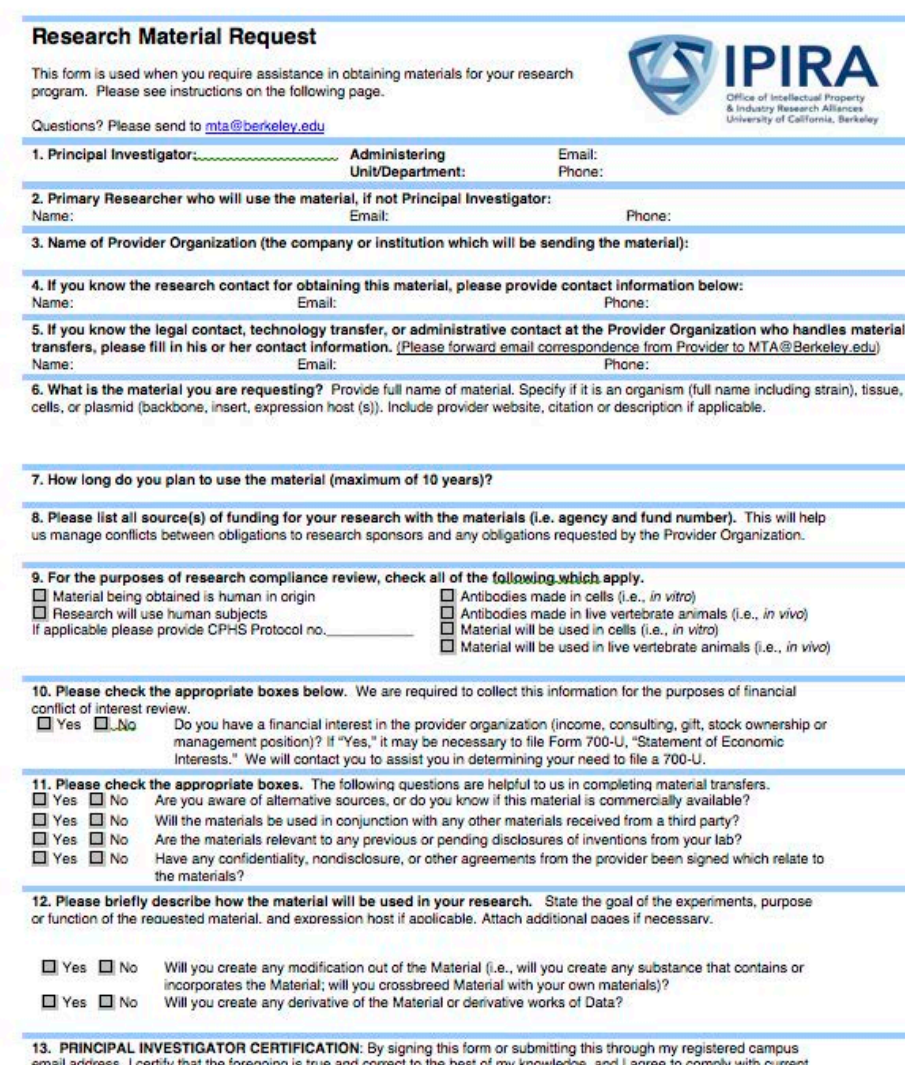 Research Material Request
This form is used when you require assistance in obtaining materials for your research
program. Please see instructions on the following page.
Questions? Please send to mta@berkeley.edu
IPIRA
Office of Intellectual Property
& Industry Research Alliances
University of California, Berkeley
1. Principal Investigator: Administering Email:
Unit/Department: Phone:
2. Primary Researcher who will use the material, if not Principal Investigator:
Name: Email: Phone:
3. Name of Provider Organization (the company or institution which will be sending the material):
4. If you know the research contact for obtaining this material, please provide contact information below:
Name: Email: Phone:
5. If you know the legal contact, technology transfer, or administrative contact at the Provider Organization who handles material
transfers, please fill in his or her contact information. (Please forward email correspondence from Provider to MTA@Berkeley.edu)
Name: Email: Phone:
6. What is the material you are requesting? Provide full name of material. Specify if it is an organism (full name including strain), tissue,
cells, or plasmid (backbone, insert, expression host (s)). Include provider website, citation or description if applicable.
7. How long do you plan to use the material (maximum of 10 years)?
8. Please list all source(s) of funding for your research with the materials (i.e. agency and fund number). This will help
us manage conflicts between obligations to research sponsors and any obligations requested by the Provider Organization.
9. For the purposes of research compliance review, check all of the following which apply.
Material being obtained is human in origin
Research will use human subjects
If applicable please provide CPHS Protocol no.____________
Antibodies made in cells (i.e., in vitro)
Antibodies made in live vertebrate animals (i.e., in vivo)
Material will be used in cells (i.e., in vitro)
Material will be used in live vertebrate animals (i.e., in vivo)
10. Please check the appropriate boxes below. We are required to collect this information for the purposes of financial
conflict of interest review.
Yes No Do you have a financial interest in the provider organization (income, consulting, gift, stock ownership or
management position)? If "Yes," it may be necessary to file Form 700-U, "Statement of Economic
Interests." We will contact you to assist you in determining your need to file a 700-U.
11. Please check the appropriate boxes. The following questions are helpful to us in completing material transfers.
Yes No Are you aware of alternative sources, or do you know if this material is commercially available?
Yes No Will the materials be used in conjunction with any other materials received from a third party?
Yes No Are the materials relevant to any previous or pending disclosures of inventions from your lab?
Yes No Have any confidentiality, nondisclosure, or other agreements from the provider been signed which relate to
the materials?
12. Please briefly describe how the material will be used in your research. State the goal of the experiments, purpose
or function of the requested material, and expression host if applicable. Attach additional pages if necessary.
Yes No Will you create any modification out of the Material (i.e., will you create any substance that contains or
incorporates the Material; will you crossbreed Material with your own materials)?
Yes No Will you create any derivative of the Material or derivative works of Data?
13. PRINCIPAL INVESTIGATOR CERTIFICATION: By signing this form or submitting this through my registered campus
email address, I certify that the foregoing is true and correct to the best of my knowledge, and I agree to comply with current